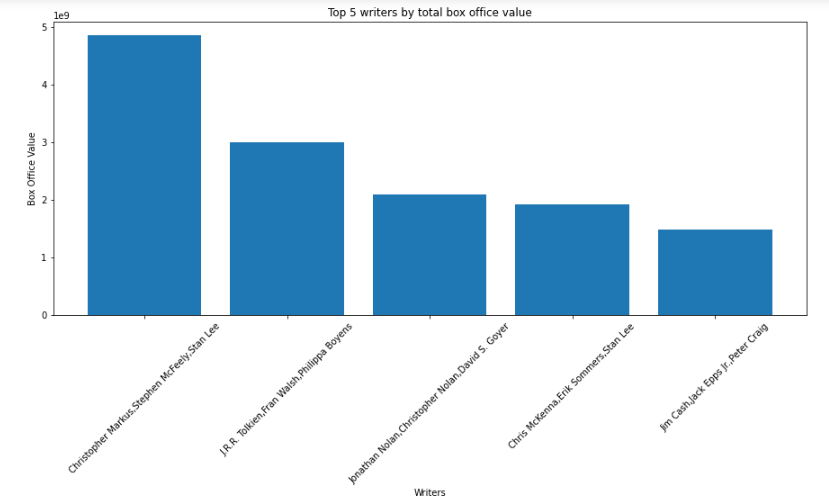 Top 5 writers by total box office value
1e9
5
4
3
2
1
0
Box Office Value
Christopher Markus,Stephen McFeely,Stan Lee
J.R.R. Tolkien,Fran Walsh,Philippa Boyens
Jonathan Nolan,Christopher Nolan,David S. Goyer
Chris McKenna,Erik Sommers,Stan Lee
Jim Cash,Jack Epps Jr.,Peter Craig
Writers